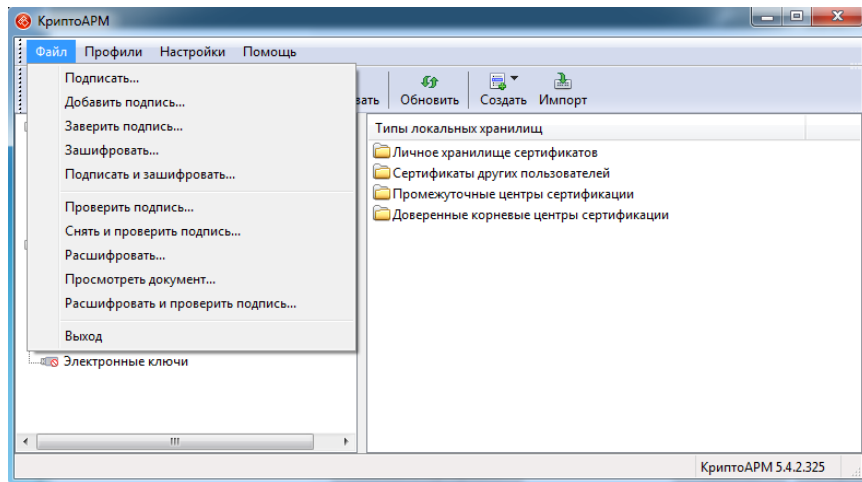 КриптоАРМ
Файл Профили Настройки Помощь
Подписать...
Добавить подпись...
Заверить подпись...
Зашифровать...
Подписать и зашифровать...
Проверить подпись...
Снять и проверить подпись...
Расшифровать...
Просмотреть документ...
Расшифровать и проверить подпись...
Выход
Обновить Создать Импорт
Типы локальных хранилищ
Личное хранилище сертификатов
Сертификаты других пользователей
Промежуточные центры сертификации
Доверенные корневые центры сертификации
Электронные ключи
КриптоАРМ 5.4.2.325